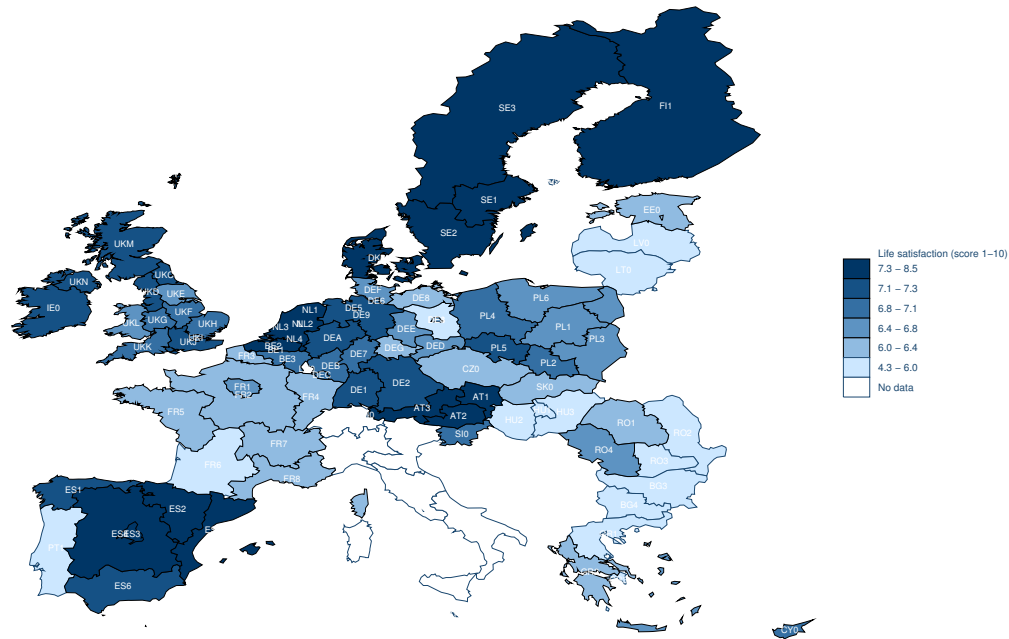 SE3
FI1
SE1
EE0
SE2
UKM
LV0
DK
LT0
UKC
UKN
DEF
UKE
DE8
PL6
DE6
IE0
NL1
DE5
UKF
DE9
PL4
UKL
UKG
UKH
NL3
NL2
DEE
PL1
NL4
DEA
PL3
UKK
UKJ
DED
PL5
FR3
BE3
DE7
DEG
PL2
DEB
CZ0
DEC
FR1
SK0
DE1
DE2
FR4
AT1
FR5
AT3
AT2
HU2
HU3
RO1
SI0
RO2
FR7
RO4
RO5
FR6
FR8
BG3
ES1
ES2
BG4
ES3
ES6
CY0
Life satisfaction (score 1–10)
7.3 – 8.5
7.1 – 7.3
6.8 – 7.1
6.4 – 6.8
6.0 – 6.4
4.3 – 6.0
No data